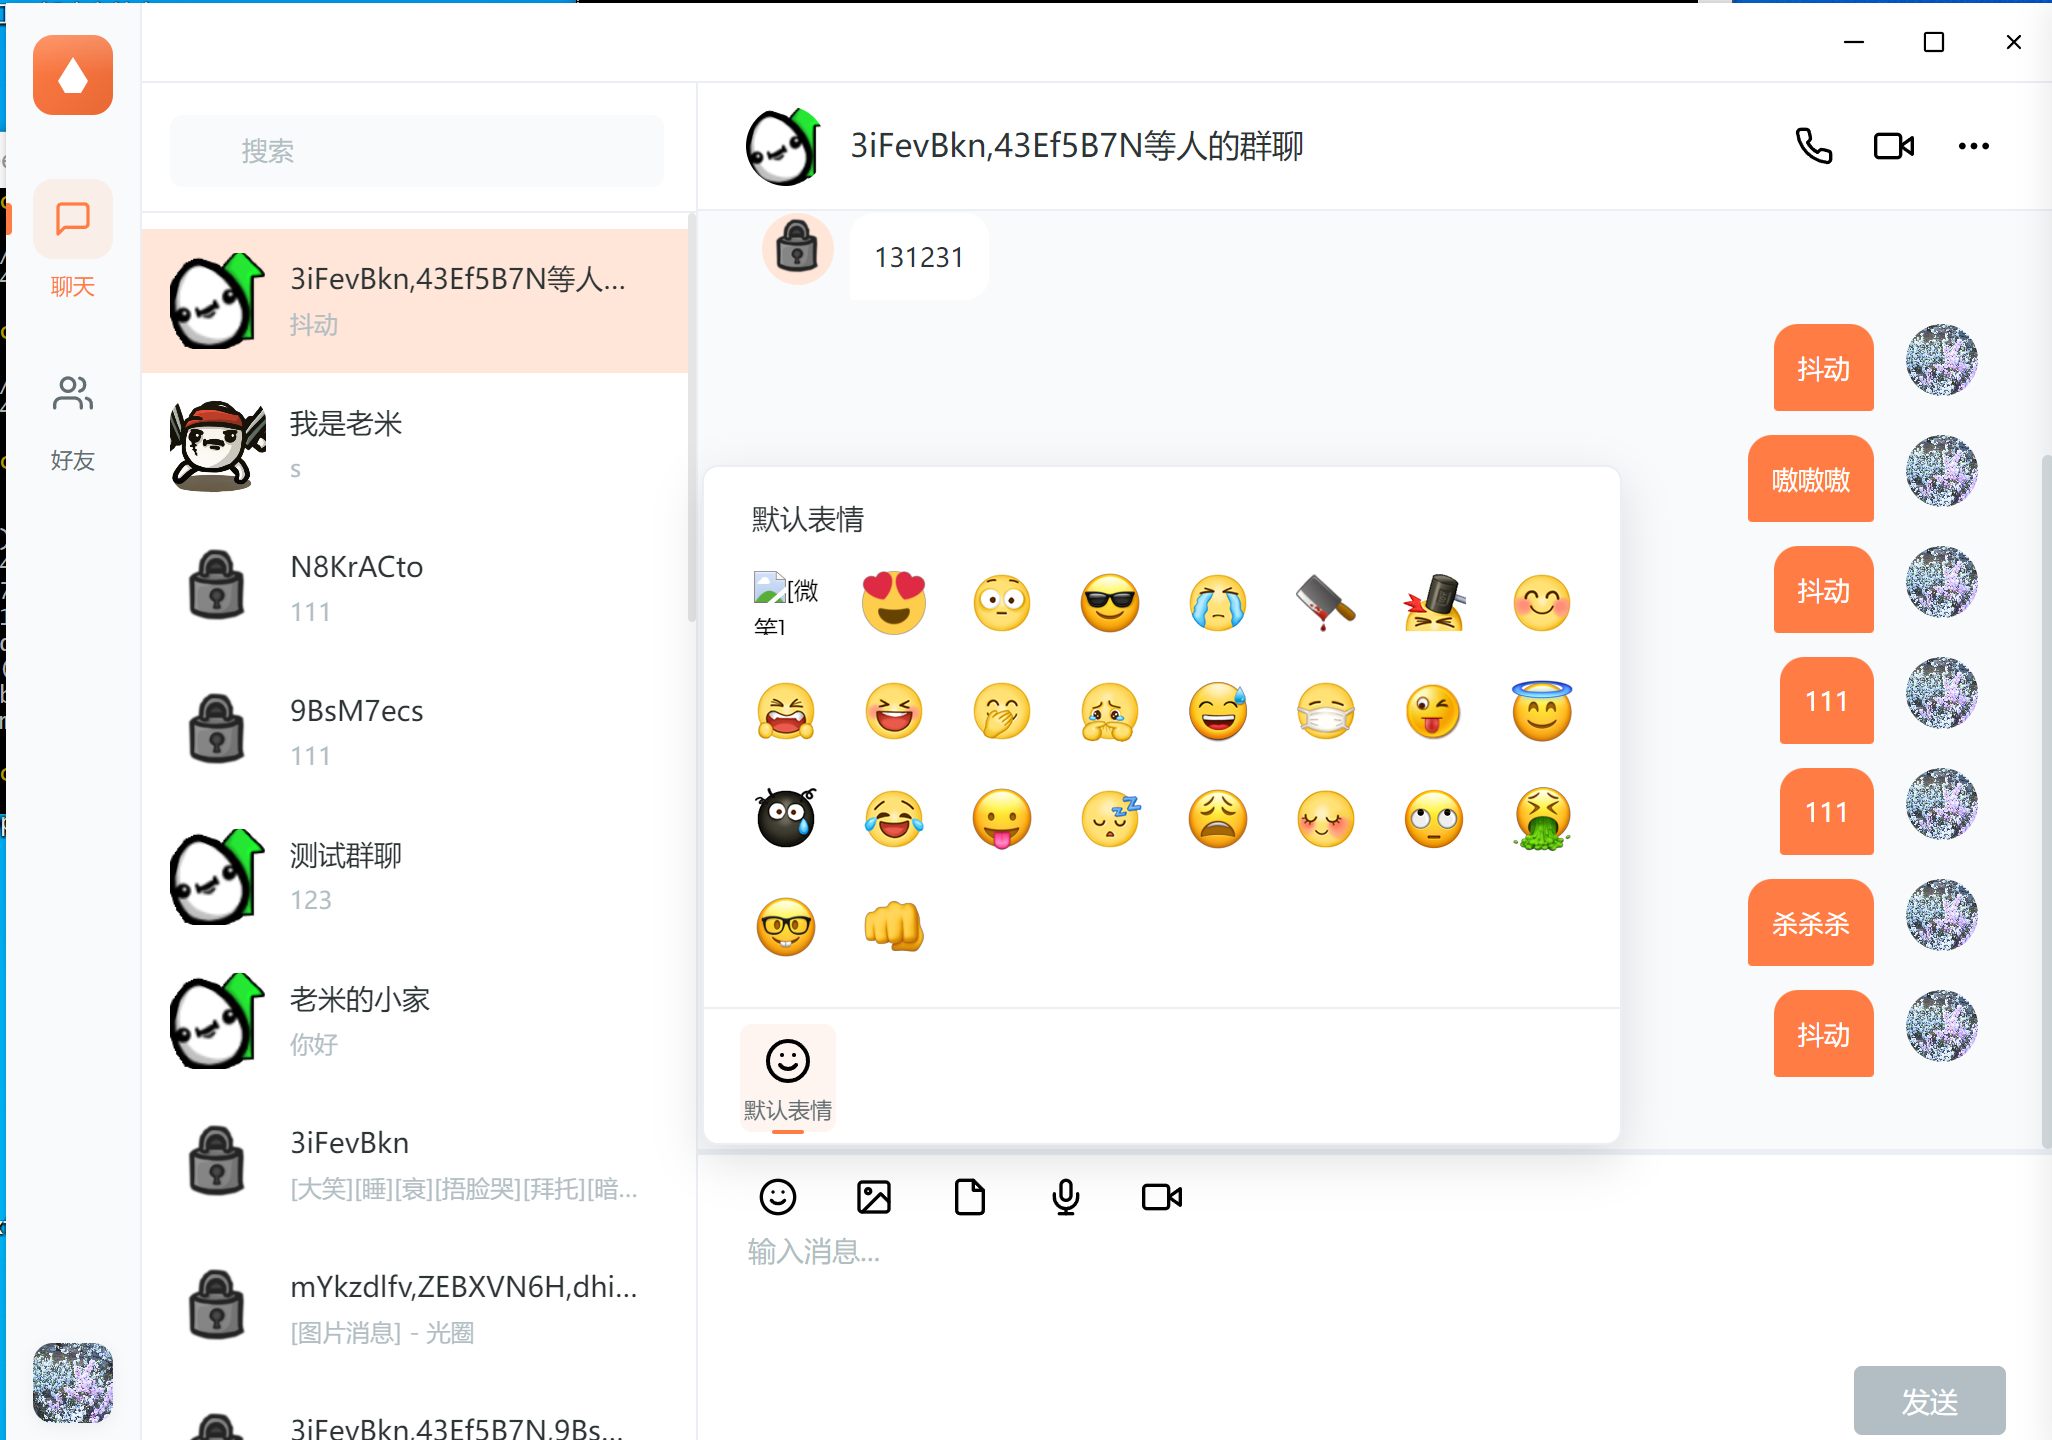 聊天
好友
搜索
3iFevBkn,43Ef5B7N等人...
抖动
我是老米
s
N8KrACto
111
9BsM7ecs
111
测试群聊
123
老米的小家
你好
3iFevBkn
[大笑][睡][衰][捂脸哭][拜托][暗...
mYkzdlfv,ZEBXVN6H,dhi...
[图片消息] - 光圈
3iFevBkn,43Ef5B7N,9Bs...
3iFevBkn,43Ef5B7N等人的群聊
131231
抖动
嗷嗷嗷
抖动
111
111
杀杀杀
抖动
默认表情
[微
笑]
默认表情
输入消息...
发送